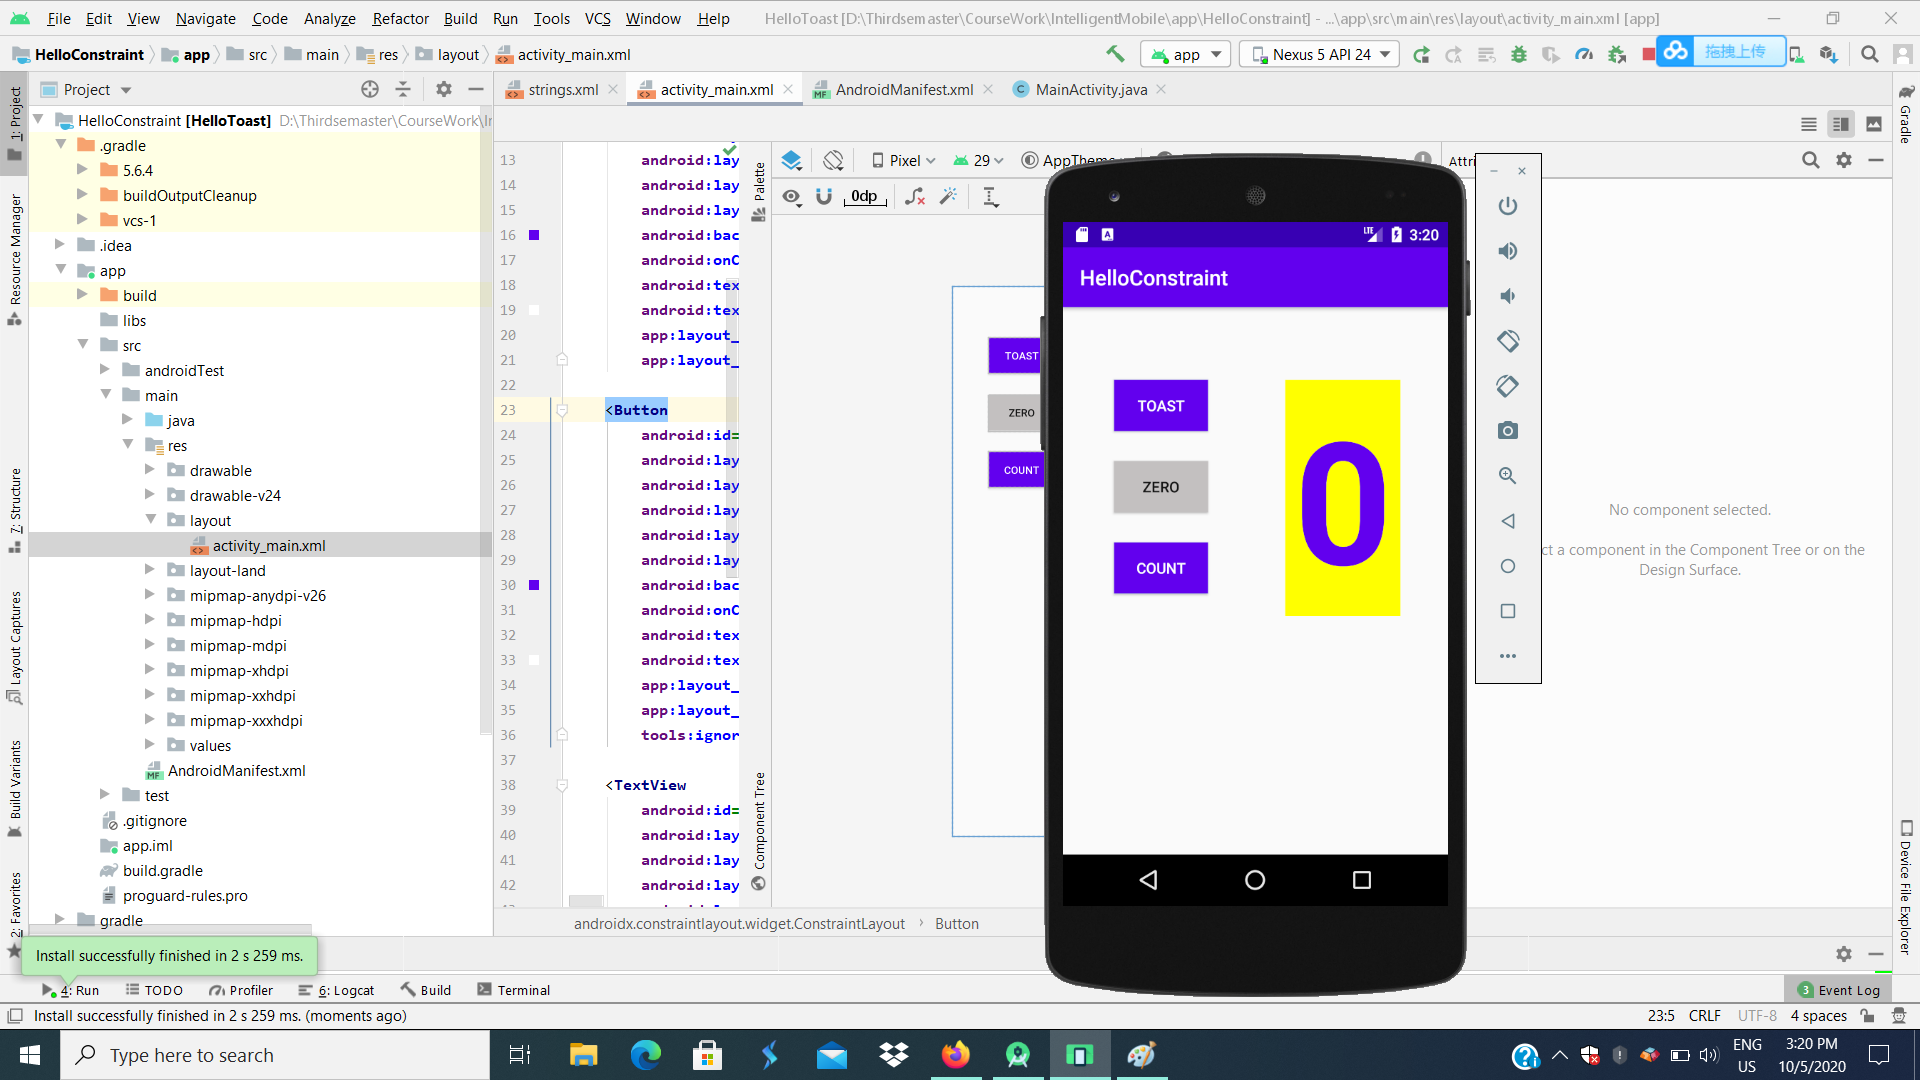 File Edit View Navigate Code Analyze Refactor Build Run Tools VCS Window Help HelloToast [D:\Thirdsemaster\CourseWork\IntelligentMobile\app\HelloConstraint] - ...\app\src\main\res\layout\activity_main.xml [app]
HelloConstraint app src main res layout activity_main.xml app Nexus 5 API 24 拖拽上传
Project
strings.xml activity_main.xml AndroidManifest.xml MainActivity.java
1: Project
Resource Manager
7: Structure
Layout Captures
Build Variants
2: Favorites
HelloConstraint [HelloToast] D:\Thirdsemaster\CourseWork\
.gradle
5.6.4
buildOutputCleanup
vcs-1
.idea
app
build
libs
src
androidTest
main
java
res
drawable
drawable-v24
layout
activity_main.xml
layout-land
mipmap-anydpi-v26
mipmap-hdpi
mipmap-mdpi
mipmap-xhdpi
mipmap-xxhdpi
mipmap-xxxhdpi
values
MF AndroidManifest.xml
test
.gitignore
app.iml
build.gradle
proguard-rules.pro
gradle
13 android:lay
14 android:lay
15 android:lay
16 android:bac
17 android:onC
18 android:tex
19 android:tex
20 app:layout_
21 app:layout_
22
23 <Button
24 android:id=
25 android:lay
26 android:lay
27 android:lay
28 android:lay
29 android:lay
30 android:bac
31 android:onC
32 android:tex
33 android:tex
34 app:layout_
35 app:layout_
36 tools:ignor
37
38 <TextView
39 android:id=
40 android:lay
41 android:lay
42 android:lay
androidx.constraintlayout.widget.ConstraintLayout Button
Palette
Component Tree
Pixel 29 AppTheme
0dp
TOAST
ZERO
COUNT
LTE 3:20
HelloConstraint
TOAST
ZERO
COUNT
0
Attri
No component selected.
ct a component in the Component Tree or on the
Design Surface.
Gradle
Device File Explorer
Install successfully finished in 2 s 259 ms.
4: Run TODO Profiler 6: Logcat Build Terminal 3 Event Log
Install successfully finished in 2 s 259 ms. (moments ago) 23:5 CRLF UTF-8 4 spaces
Type here to search
ENG
US
3:20 PM
10/5/2020